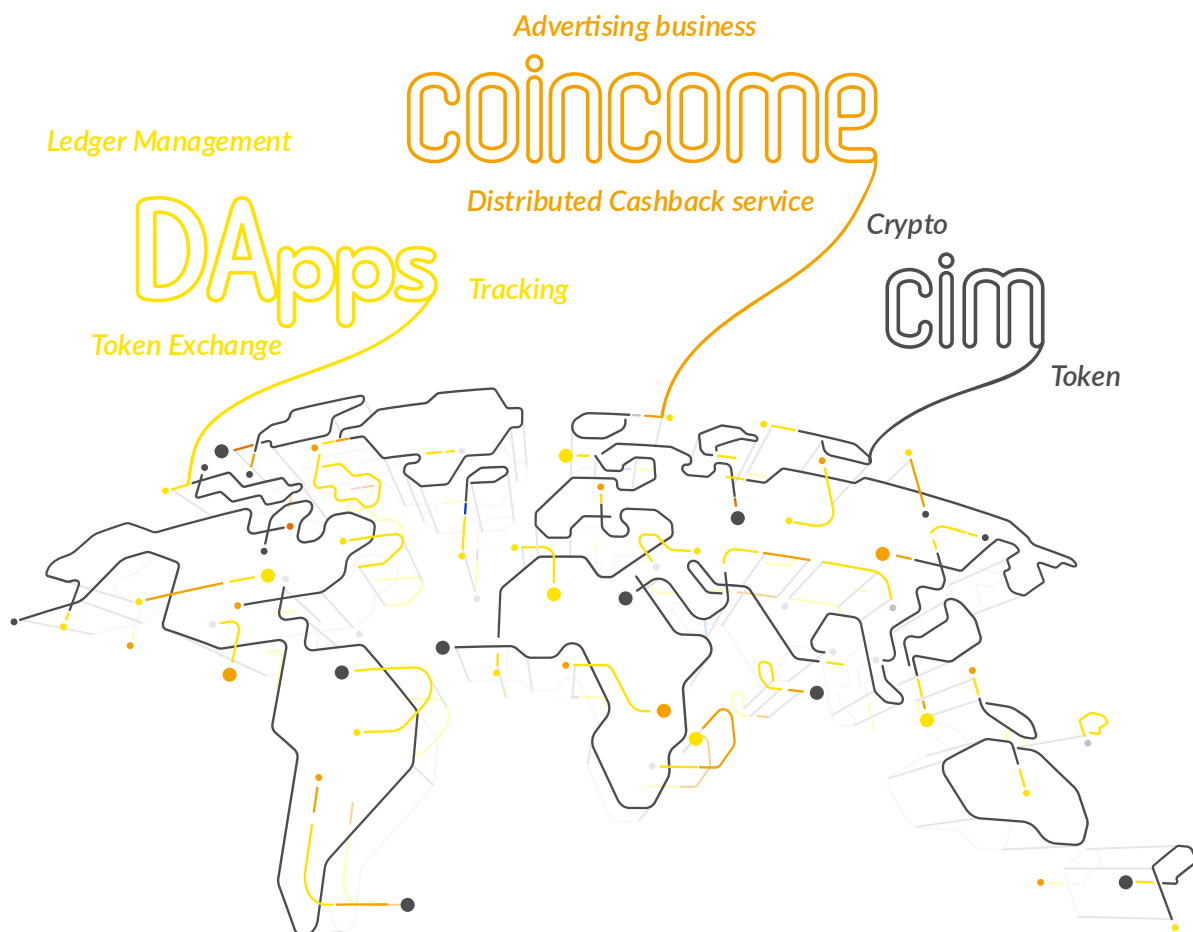 Advertising business
coincome
Distributed Cashback service
Ledger Management
DApps
Tracking
Token Exchange
Crypto
cim
Token